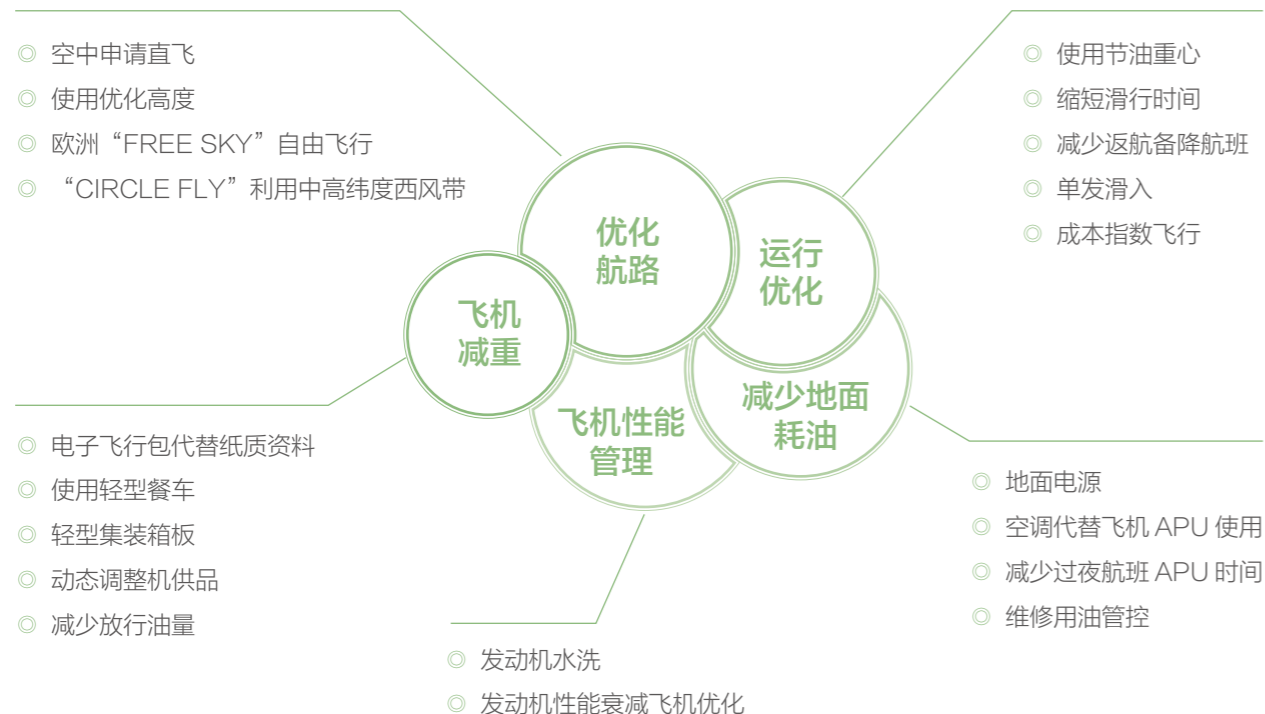 空中申请直飞
使用优化高度
欧洲“FREE SKY”自由飞行
“CIRCLE FLY”利用中高纬度西风带
使用节油重心
缩短滑行时间
减少返航备降航班
单发滑入
成本指数飞行
优化
航路
运行
优化
飞机
减重
飞机性能
管理
减少地面
耗油
电子飞行包代替纸质资料
使用轻型餐车
轻型集装箱板
动态调整机供品
减少放行油量
地面电源
空调代替飞机 APU 使用
减少过夜航班 APU 时间
维修用油管控
发动机水洗
发动机性能衰减飞机优化